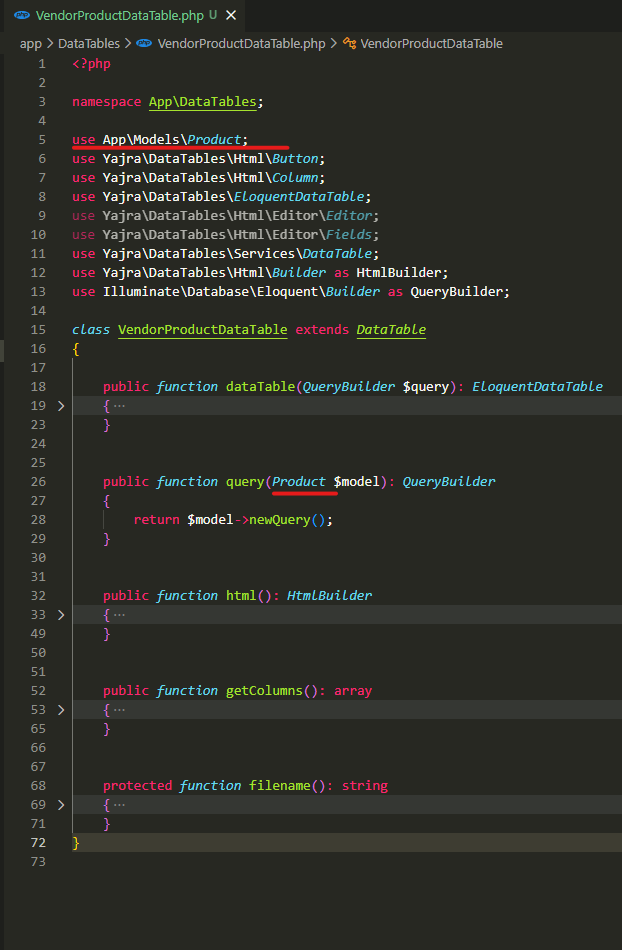 VendorProductDataTable.php U
app > DataTables > VendorProductDataTable.php > VendorProductDataTable
1 <?php
2
3 namespace App\DataTables;
4
5 use App\Models\Product;
6 use Yajra\DataTables\Html\Button;
7 use Yajra\DataTables\Html\Column;
8 use Yajra\DataTables\EloquentDataTable;
9 use Yajra\DataTables\Html\Editor\Editor;
10 use Yajra\DataTables\Html\Editor\Fields;
11 use Yajra\DataTables\Services\DataTable;
12 use Yajra\DataTables\Html\Builder as HtmlBuilder;
13 use Illuminate\Database\Eloquent\Builder as QueryBuilder;
14
15 class VendorProductDataTable extends DataTable
16 {
17
18 public function dataTable(QueryBuilder $query): EloquentDataTable
19 > { ···
23 }
24
25
26 public function query(Product $model): QueryBuilder
27 {
28 return $model->newQuery();
29 }
30
31
32 public function html(): HtmlBuilder
33 > { ···
49 }
50
51
52 public function getColumns(): array
53 > { ···
65 }
66
67
68 protected function filename(): string
69 > { ···
71 }
72 }
73